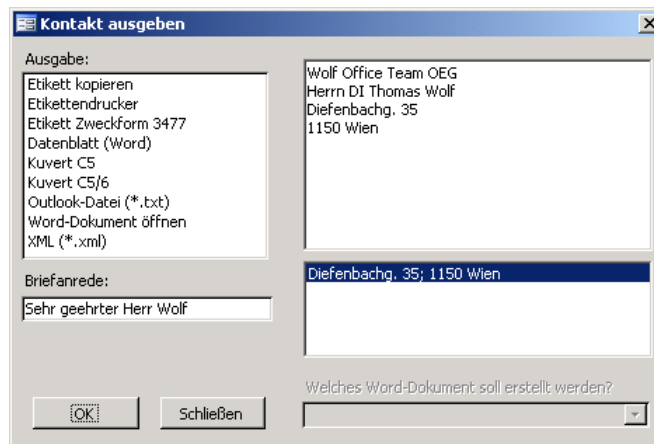 Kontakt ausgeben
Ausgabe:
Etikett kopieren
Etikettendrucker
Etikett Zweckform 3477
Datenblatt (Word)
Kuvert C5
Kuvert C5/6
Outlook-Datei (*.txt)
Word-Dokument öffnen
XML (*.xml)
Briefanrede:
Sehr geehrter Herr Wolf
OK
Schließen
Wolf Office Team OEG
Herrn DI Thomas Wolf
Diefenbachg. 35
1150 Wien
Diefenbachg. 35; 1150 Wien
Welches Word-Dokument soll erstellt werden?